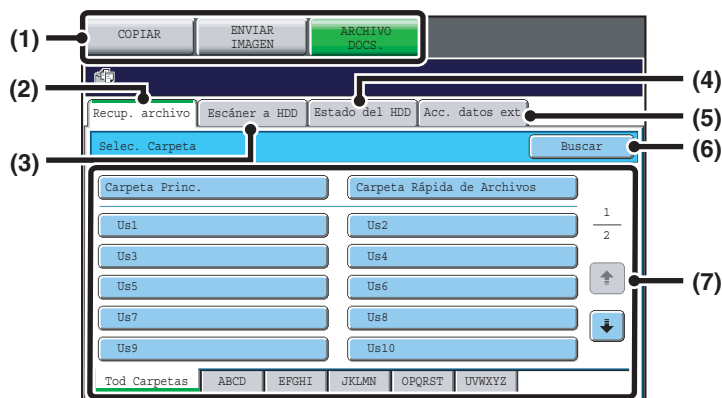 COPIAR
ENVIAR
IMAGEN
ARCHIVO
DOCS.
(1)
(2)
(4)
Recup. archivo
Escáner a HDD
Estado del HDD
Acc. datos ext
(5)
(3)
Selec. Carpeta
Buscar
(6)
Carpeta Princ.
Carpeta Rápida de Archivos
Us1
Us2
1
2
Us3
Us4
Us5
Us6
(7)
Us7
Us8
Us9
Us10
Tod Carpetas
ABCD
EFGHI
JKLMN
OPQRST
UVWXYZ